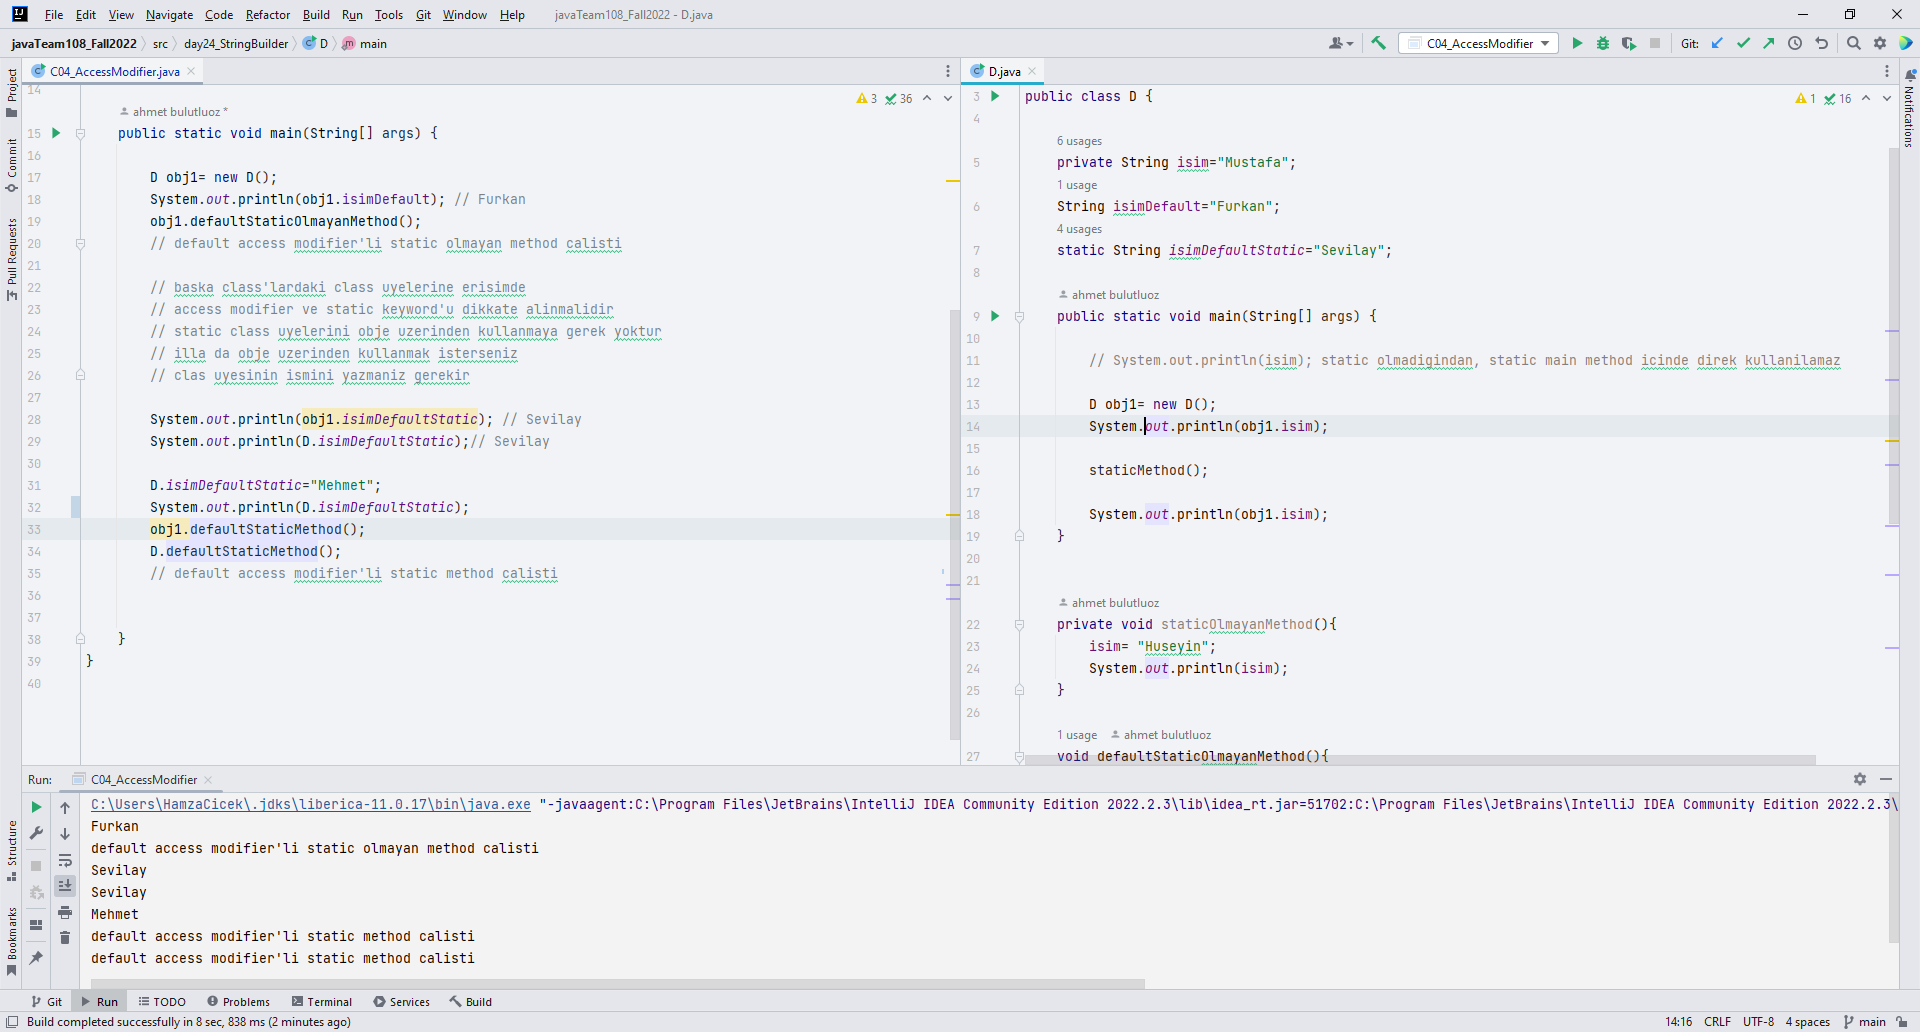 File Edit View Navigate Code Refactor Build Run Tools Git Window Help javaTeam108_Fall2022 - D.java
javaTeam108_Fall2022 src day24_StringBuilder D main
C04_AccessModifier Git:
Project
Commit
Pull Requests
Structure
Bookmarks
Notifications
C04_AccessModifier.java
3 36
14
ahmet bulutluoz *
15 public static void main(String[] args) {
16
17 D obj1= new D();
18 System.out.println(obj1.isimDefault); // Furkan
19 obj1.defaultStaticOlmayanMethod();
20 // default access modifier'li static olmayan method calisti
21
22 // baska class'lardaki class uyelerine erisimde
23 // access modifier ve static keyword'u dikkate alinmalidir
24 // static class uyelerini obje uzerinden kullanmaya gerek yoktur
25 // illa da obje uzerinden kullanmak isterseniz
26 // clas uyesinin ismini yazmaniz gerekir
27
28 System.out.println(obj1.isimDefaultStatic); // Sevilay
29 System.out.println(D.isimDefaultStatic);// Sevilay
30
31 D.isimDefaultStatic="Mehmet";
32 System.out.println(D.isimDefaultStatic);
33 obj1.defaultStaticMethod();
34 D.defaultStaticMethod();
35 // default access modifier'li static method calisti
36
37
38 }
39 }
40
D.java
1 16
3 public class D {
4
6 usages
5 private String isim="Mustafa";
1 usage
6 String isimDefault="Furkan";
4 usages
7 static String isimDefaultStatic="Sevilay";
8
ahmet bulutluoz
9 public static void main(String[] args) {
10
11 // System.out.println(isim); static olmadigindan, static main method icinde direk kullanilamaz
12
13 D obj1= new D();
14 System.out.println(obj1.isim);
15
16 staticMethod();
17
18 System.out.println(obj1.isim);
19 }
20
21
ahmet bulutluoz
22 private void staticOlmayanMethod(){
23 isim= "Huseyin";
24 System.out.println(isim);
25 }
26
1 usage ahmet bulutluoz
27 void defaultStaticOlmayanMethod(){
Run: C04_AccessModifier
C:\Users\HamzaCicek\.jdks\liberica-11.0.17\bin\java.exe "-javaagent:C:\Program Files\JetBrains\IntelliJ IDEA Community Edition 2022.2.3\lib\idea_rt.jar=51702:C:\Program Files\JetBrains\IntelliJ IDEA Community Edition 2022.2.3\
Furkan
default access modifier'li static olmayan method calisti
Sevilay
Sevilay
Mehmet
default access modifier'li static method calisti
default access modifier'li static method calisti
Git Run TODO Problems Terminal Services Build
Build completed successfully in 8 sec, 838 ms (2 minutes ago) 14:16 CRLF UTF-8 4 spaces main